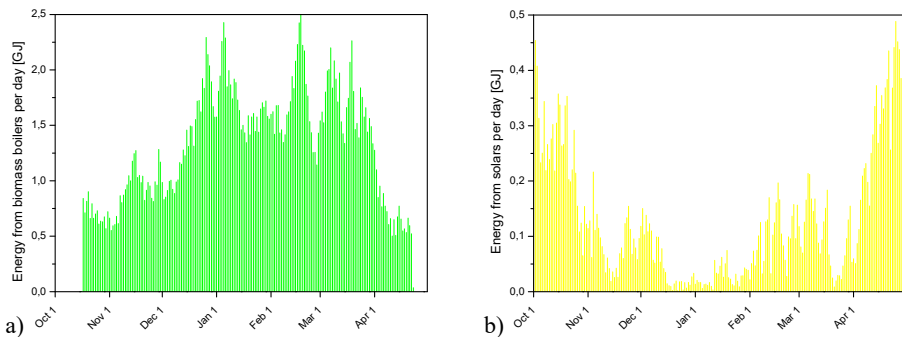 Energy from biomass boilers per day [GJ]
2,5
2,0
1,5
1,0
0,5
0,0
Oct 1
Nov 1
Dec 1
Jan 1
Feb 1
Mar 1
Apr 1
a)
Energy from solars per day [GJ]
0,5
0,4
0,3
0,2
0,1
0,0
Oct 1
Nov 1
Dec 1
Jan 1
Feb 1
Mar 1
Apr 1
b)